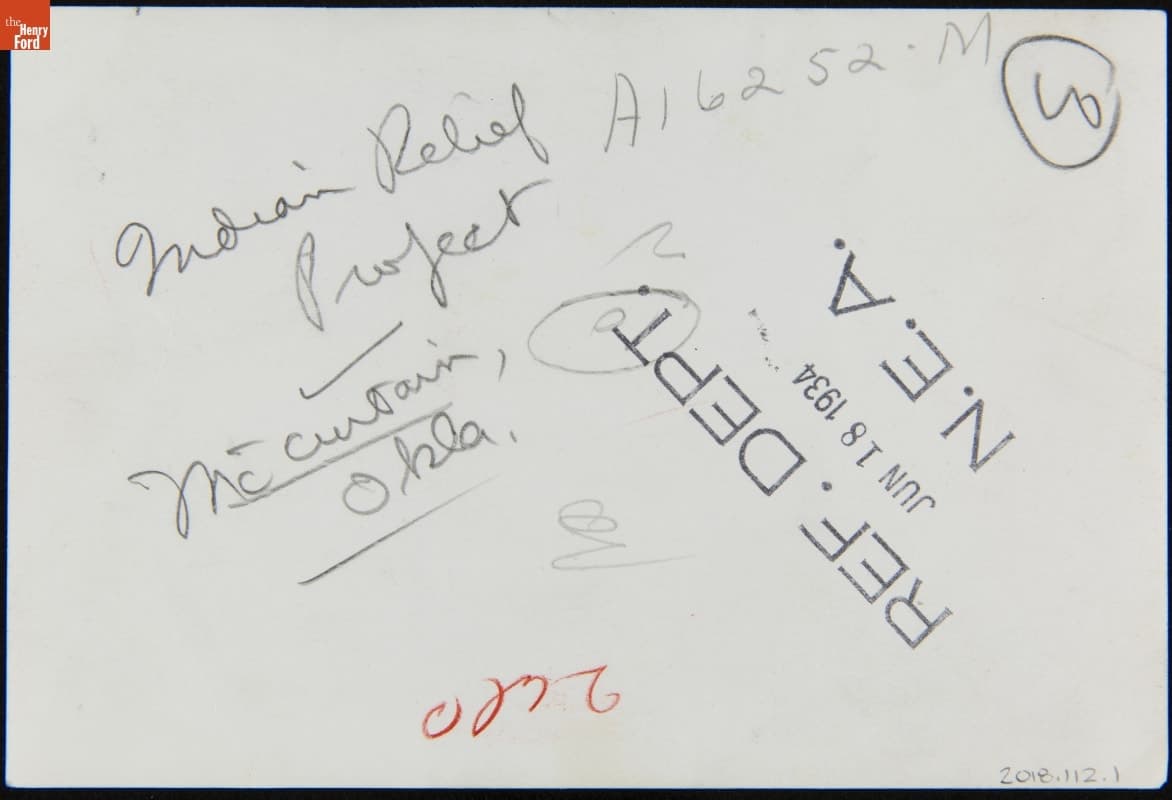 the
Henry
Ford
A16252·M
Indian Relief
Project
McCurtain,
Okla.
REF. DEPT.
JUN 18 1934
N. E. A.
2018.112.1